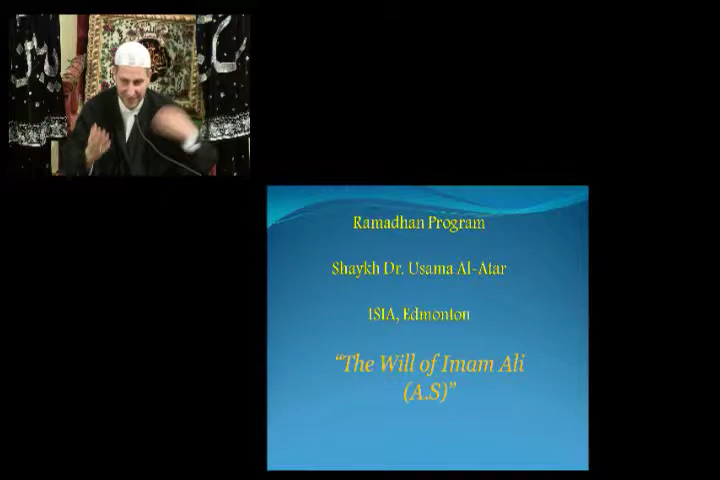 Ramadhan Program
Shaykh Dr. Usama Al-Atar
ISIA, Edmonton
“The Will of Imam Ali
(A.S)”